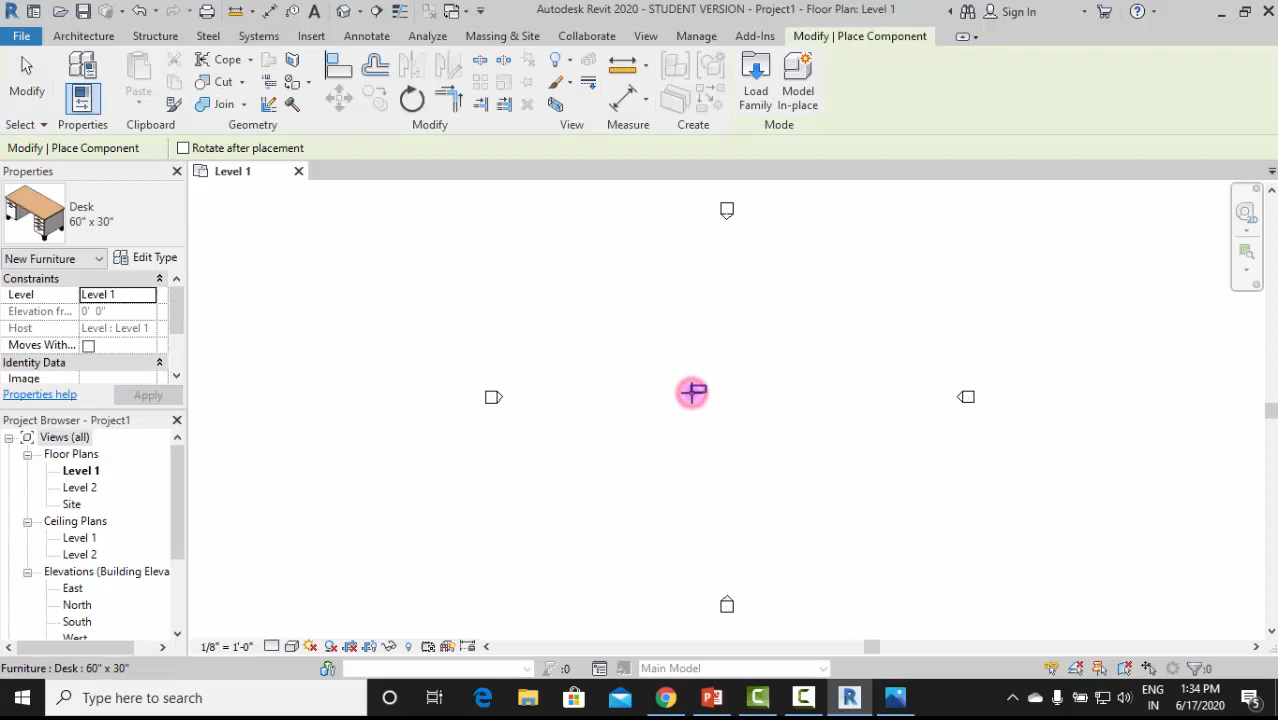 Autodesk Revit 2020 - STUDENT VERSION - Project1 - Floor Plan: Level 1
Sign In
File Architecture Structure Steel Systems Insert Annotate Analyze Massing & Site Collaborate View Manage Add-Ins Modify | Place Component
Modify
Paste
Cope
Cut
Join
Load Family
Model In-place
Select Properties Clipboard Geometry Modify View Measure Create Mode
Modify | Place Component Rotate after placement
Properties
Level 1
Desk
60" x 30"
2D
New Furniture Edit Type
Constraints
Level Level 1
Elevation fr... 0' 0"
Host Level : Level 1
Moves With...
Identity Data
Image
Properties help Apply
Project Browser - Project1
Views (all)
Floor Plans
Level 1
Level 2
Site
Ceiling Plans
Level 1
Level 2
Elevations (Building Eleva
East
North
South
West
1/8" = 1'-0"
Furniture : Desk : 60" x 30" :0 Main Model :0
Type here to search
ENG
IN
1:34 PM
6/17/2020
5